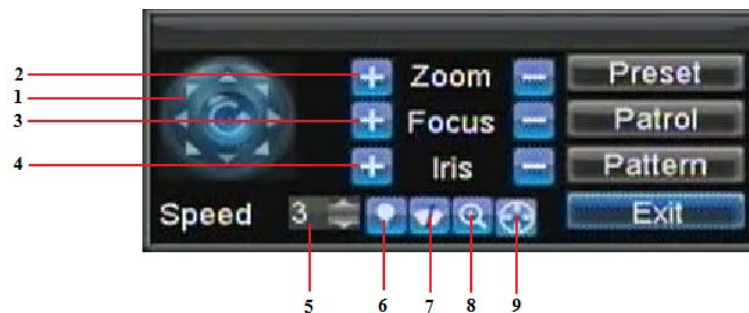 2
Zoom
Preset
1
3
Focus
Patrol
4
Iris
Pattern
Speed
3
Exit
5
6
7
8
9